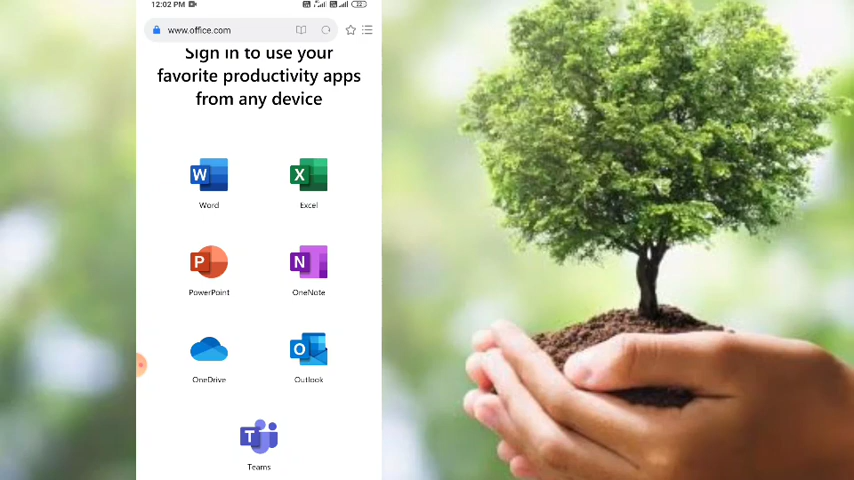 12:02 PM
www.office.com
Sign in to use your
favorite productivity apps
from any device
W
Word
X
Excel
P
PowerPoint
N
OneNote
OneDrive
O
Outlook
T
Teams